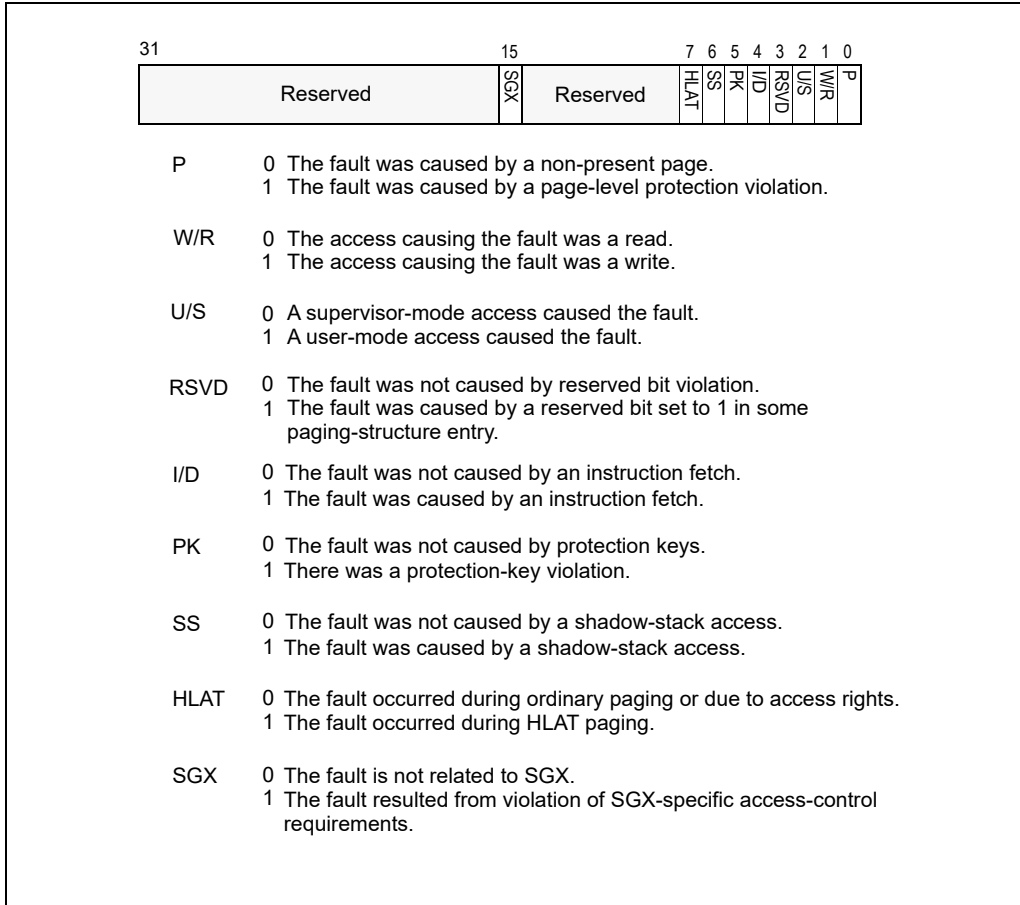 31 15 7 6 5 4 3 2 1 0
Reserved SGX Reserved HLAT SS PK I/D RSVD U/S W/R P
P 0 The fault was caused by a non-present page.
1 The fault was caused by a page-level protection violation.
W/R 0 The access causing the fault was a read.
1 The access causing the fault was a write.
U/S 0 A supervisor-mode access caused the fault.
1 A user-mode access caused the fault.
RSVD 0 The fault was not caused by reserved bit violation.
1 The fault was caused by a reserved bit set to 1 in some
paging-structure entry.
I/D 0 The fault was not caused by an instruction fetch.
1 The fault was caused by an instruction fetch.
PK 0 The fault was not caused by protection keys.
1 There was a protection-key violation.
SS 0 The fault was not caused by a shadow-stack access.
1 The fault was caused by a shadow-stack access.
HLAT 0 The fault occurred during ordinary paging or due to access rights.
1 The fault occurred during HLAT paging.
SGX 0 The fault is not related to SGX.
1 The fault resulted from violation of SGX-specific access-control
requirements.